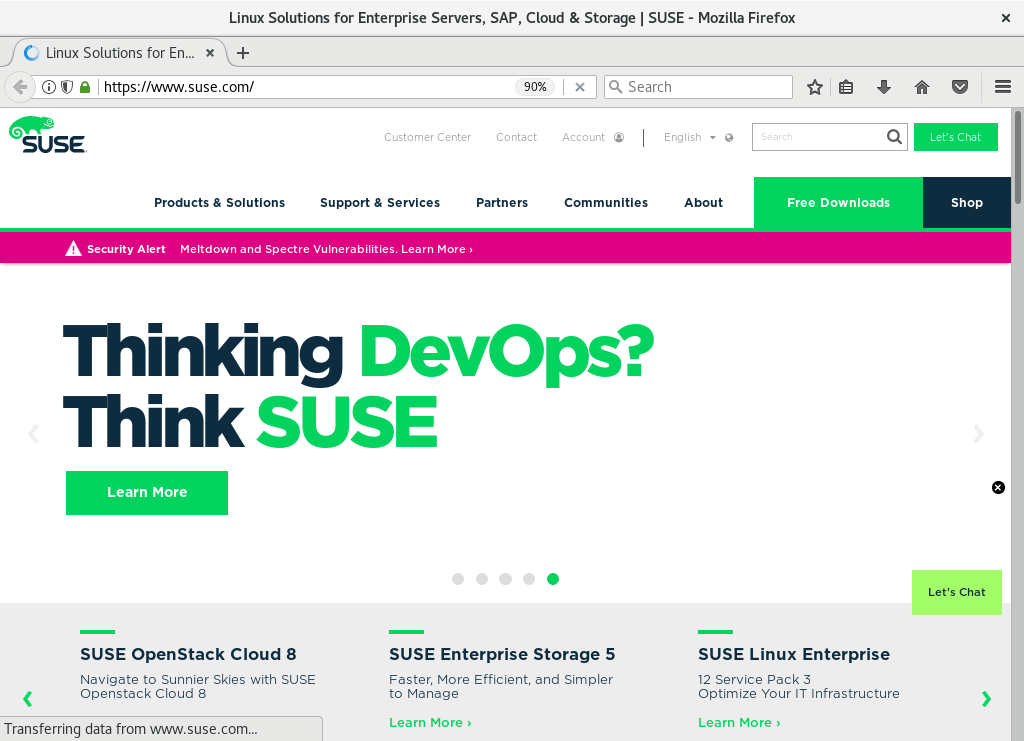 Linux Solutions for Enterprise Servers, SAP, Cloud & Storage | SUSE - Mozilla Firefox
Linux Solutions for En...
https://www.suse.com/
90%
Search
SUSE
Customer Center
Contact
Account
English
Search
Let's Chat
Products & Solutions
Support & Services
Partners
Communities
About
Free Downloads
Shop
Security Alert Meltdown and Spectre Vulnerabilities. Learn More ›
Thinking DevOps?
Think SUSE
Learn More
Let's Chat
SUSE OpenStack Cloud 8
Navigate to Sunnier Skies with SUSE
Openstack Cloud 8
SUSE Enterprise Storage 5
Faster, More Efficient, and Simpler
to Manage
Learn More ›
SUSE Linux Enterprise
12 Service Pack 3
Optimize Your IT Infrastructure
Learn More ›
Transferring data from www.suse.com...